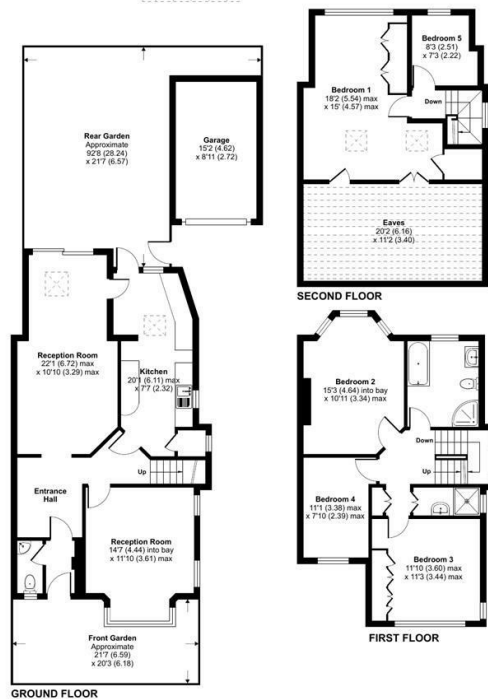 Rear Garden
Approximate
92'8 (28.24)
x 21'7 (6.57)
Garage
15'2 (4.62)
x 8'11 (2.72)
Reception Room
22'1 (6.72) max
x 10'10 (3.29) max
Kitchen
20'1 (6.11) max
x 7'7 (2.32)
Up
Entrance
Hall
Reception Room
14'7 (4.44) into bay
x 11'10 (3.61) max
Front Garden
Approximate
21'7 (6.59)
x 20'3 (6.18)
GROUND FLOOR
Bedroom 5
8'3 (2.51)
x 7'3 (2.22)
Bedroom 1
18'2 (5.54) max
x 15' (4.57) max
Down
Eaves
20'2 (6.16)
x 11'2 (3.40)
SECOND FLOOR
Bedroom 2
15'3 (4.64) into bay
x 10'11 (3.34) max
Down
Up
Bedroom 4
11'1 (3.38) max
x 7'10 (2.39) max
Bedroom 3
11'10 (3.60) max
x 11'3 (3.44) max
FIRST FLOOR